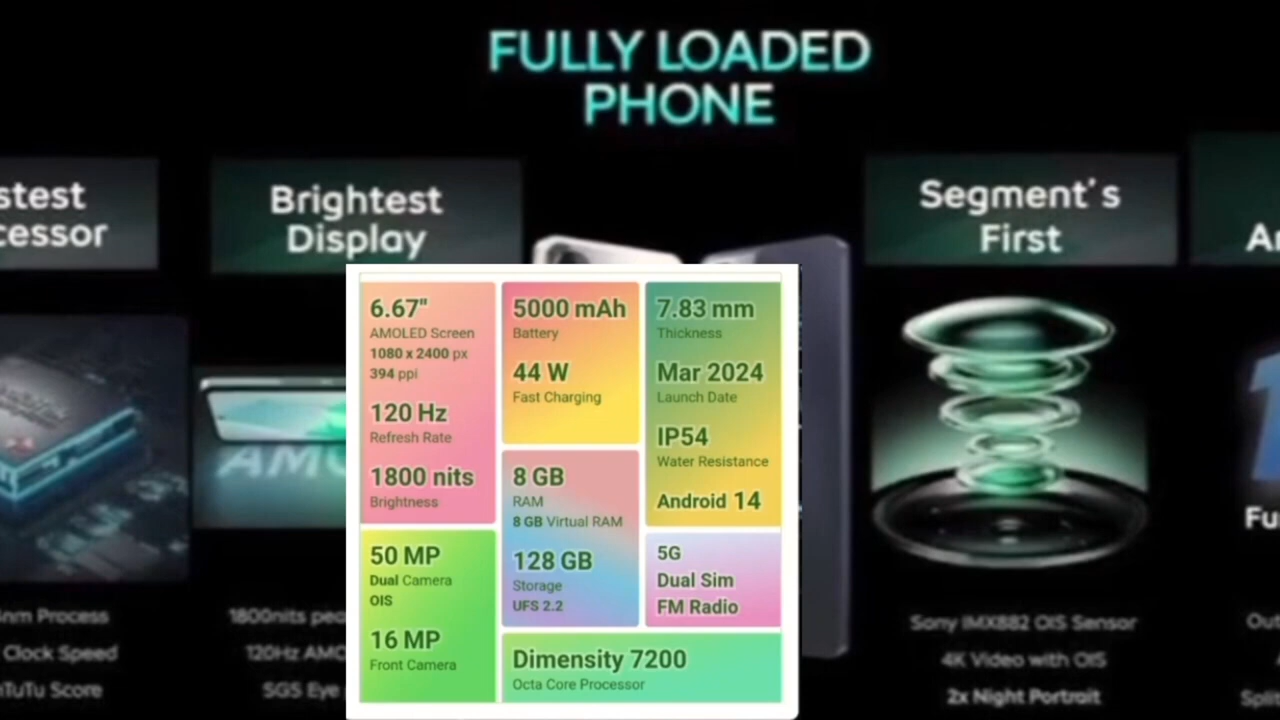 FULLY LOADED
PHONE
stest
cessor
Brightest
Display
Segment's
First
6.67"
AMOLED Screen
1080 x 2400 px
394 ppi
120 Hz
Refresh Rate
1800 nits
Brightness
50 MP
Dual Camera
OIS
16 MP
Front Camera
5000 mAh
Battery
44 W
Fast Charging
8 GB
RAM
8 GB Virtual RAM
128 GB
Storage
UFS 2.2
7.83 mm
Thickness
Mar 2024
Launch Date
IP54
Water Resistance
Android 14
5G
Dual Sim
FM Radio
Dimensity 7200
Octa Core Processor
nm Process
Clock Speed
nTuTu Score
1800nits
120Hz
SGS Eye
Sony IMX882 OIS Sensor
4K Video with OIS
2x Night Portrait